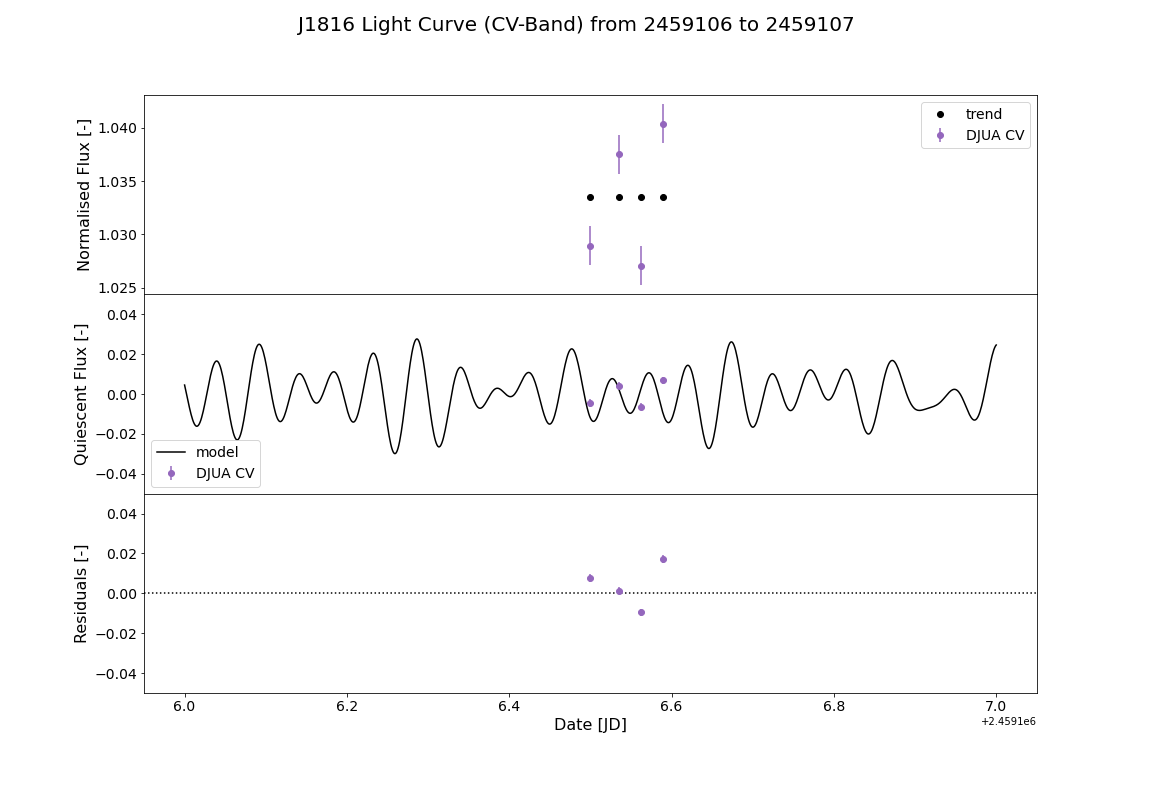 J1816 Light Curve (CV-Band) from 2459106 to 2459107
Normalised Flux [-]
1.040
1.035
1.030
1.025
trend
DJUA CV
Quiescent Flux [-]
0.04
0.02
0.00
−0.02
−0.04
model
DJUA CV
Residuals [-]
0.04
0.02
0.00
−0.02
−0.04
6.0 6.2 6.4 6.6 6.8 7.0
+2.4591e6
Date [JD]